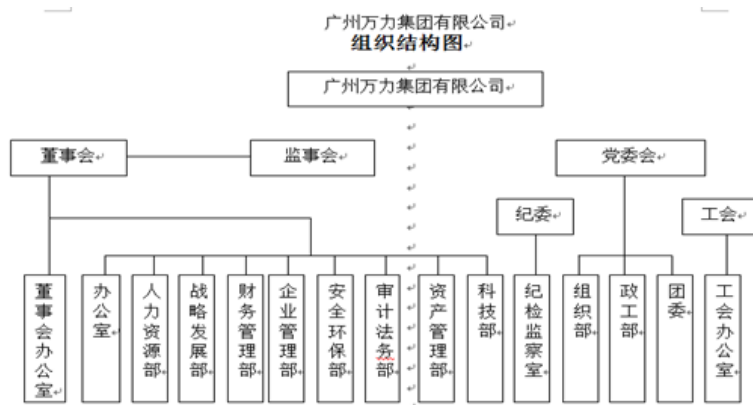 广州万力集团有限公司
组织结构图
广州万力集团有限公司
董事会
监事会
党委会
纪委
工会
董事会办公室
办公室
人力资源部
战略发展部
财务管理部
企业管理部
安全环保部
审计法务部
资产管理部
科技部
纪检监察室
组织部
政工部
团委
工会办公室